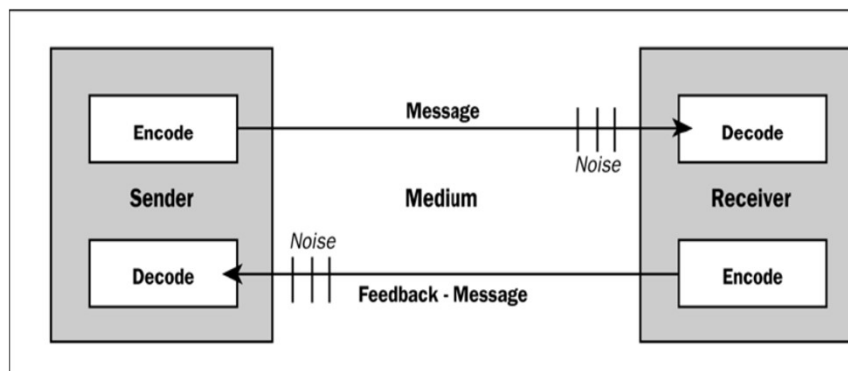 Message
Encode
Decode
Noise
Sender
Medium
Receiver
Noise
Decode
Encode
Feedback - Message